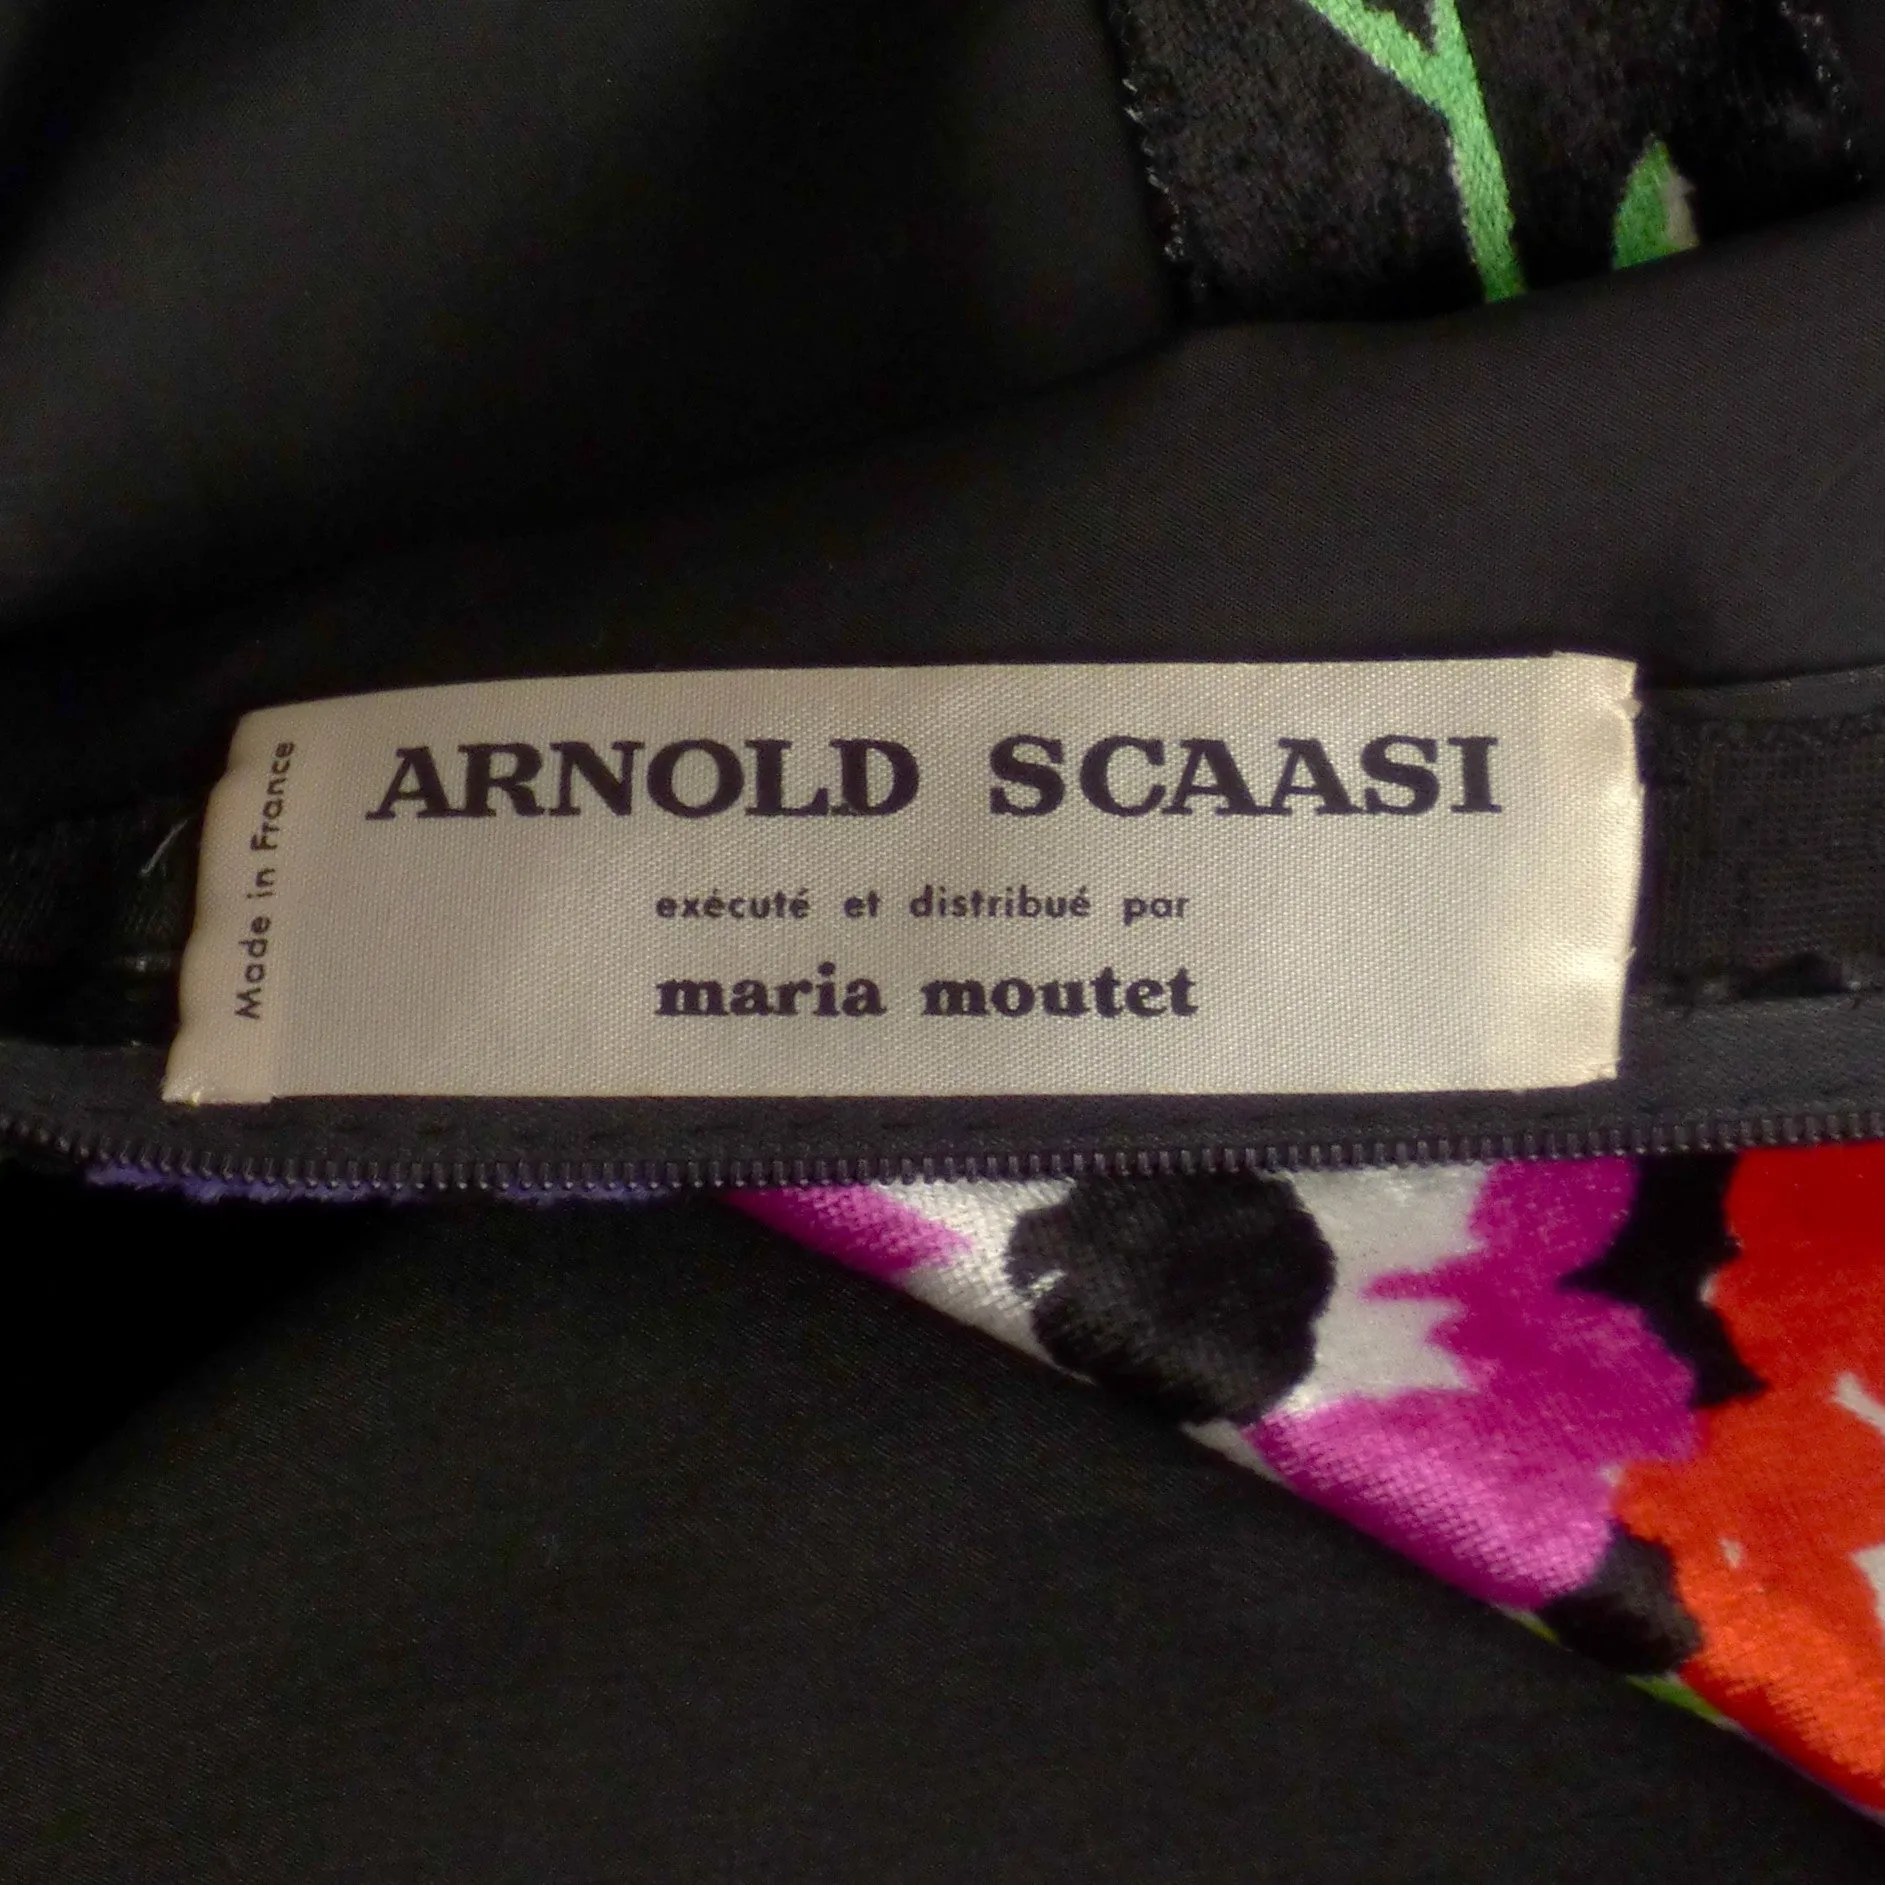 ARNOLD SCAASI
exécuté et distribué par
maria moutet
Made in France